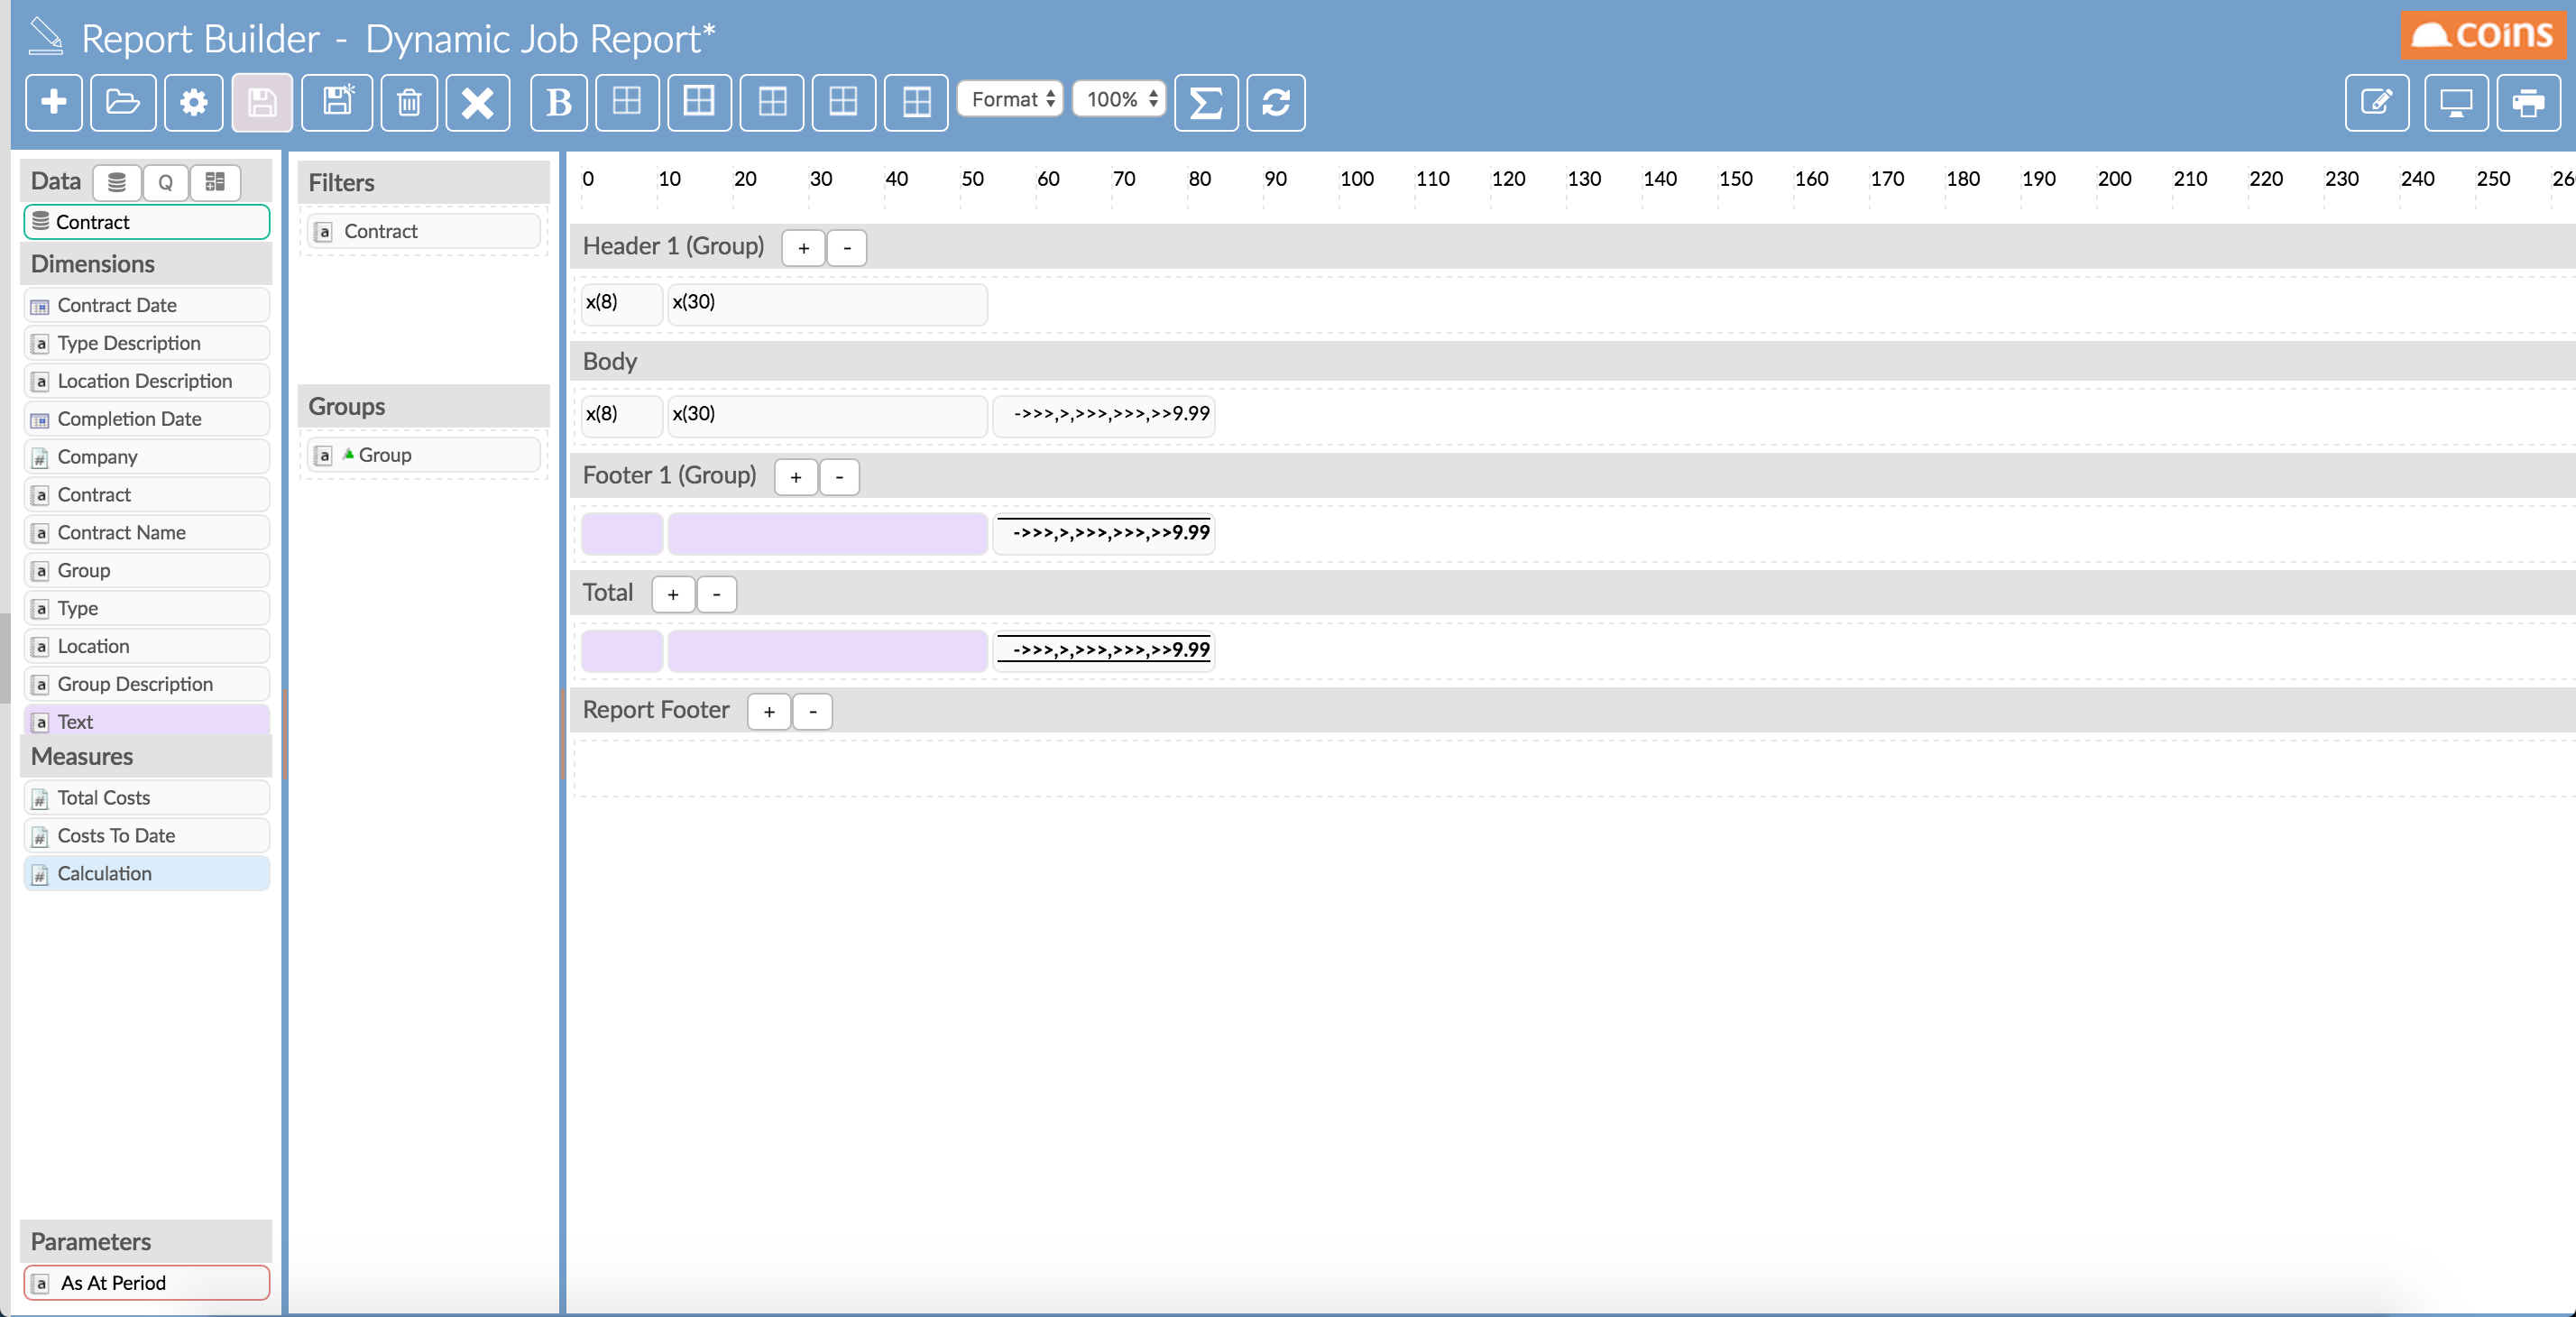 Report Builder - Dynamic Job Report*
coins
B
Format
100%
Σ
Data
Q
Contract
Dimensions
Contract Date
a Type Description
a Location Description
Completion Date
# Company
a Contract
a Contract Name
a Group
a Type
a Location
a Group Description
a Text
Measures
# Total Costs
# Costs To Date
# Calculation
Parameters
a As At Period
Filters
a Contract
Groups
a Group
0 10 20 30 40 50 60 70 80 90 100 110 120 130 140 150 160 170 180 190 200 210 220 230 240 250 26
Header 1 (Group) + -
x(8) x(30)
Body
x(8) x(30) ->>>,>,>>>,>>>,>>9.99
Footer 1 (Group) + -
->>>,>,>>>,>>>,>>9.99
Total + -
->>>,>,>>>,>>>,>>9.99
Report Footer + -